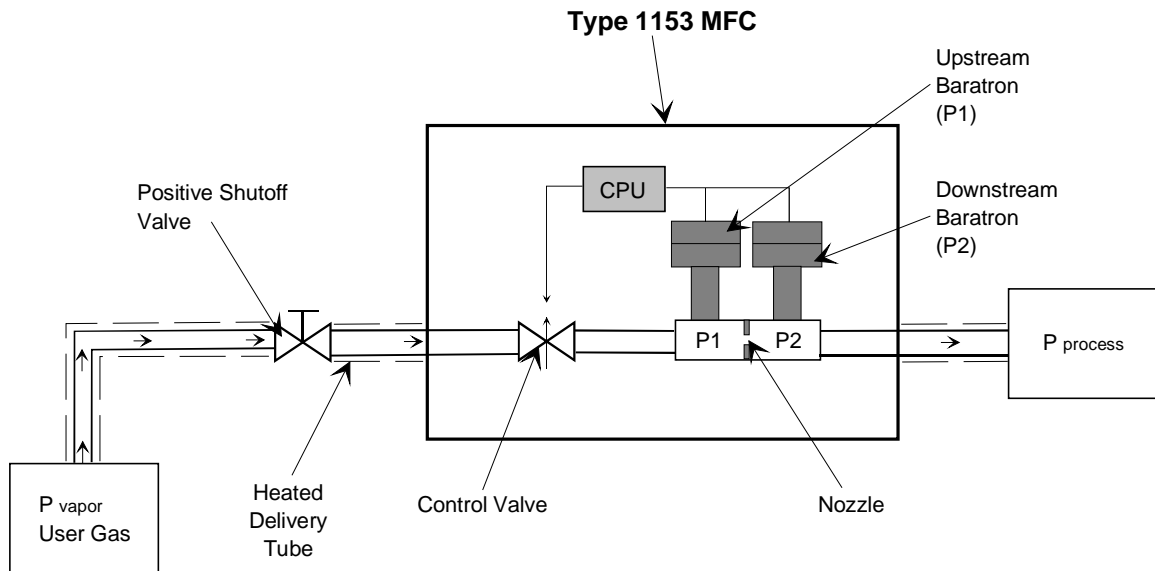 Type 1153 MFC
Upstream
Baratron
(P1)
CPU
Positive Shutoff
Valve
Downstream
Baratron
(P2)
P1
P2
P process
P vapor
User Gas
Heated
Delivery
Tube
Control Valve
Nozzle